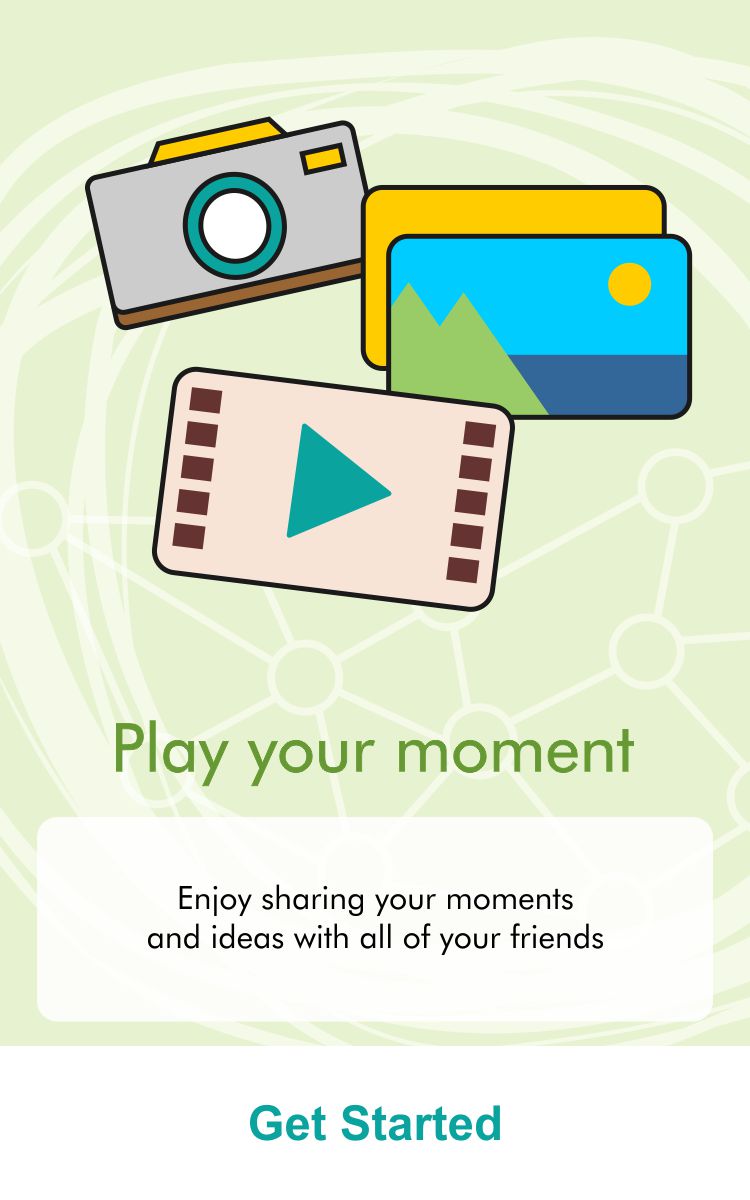 Play your moment
Enjoy sharing your moments
and ideas with all of your friends
Get Started